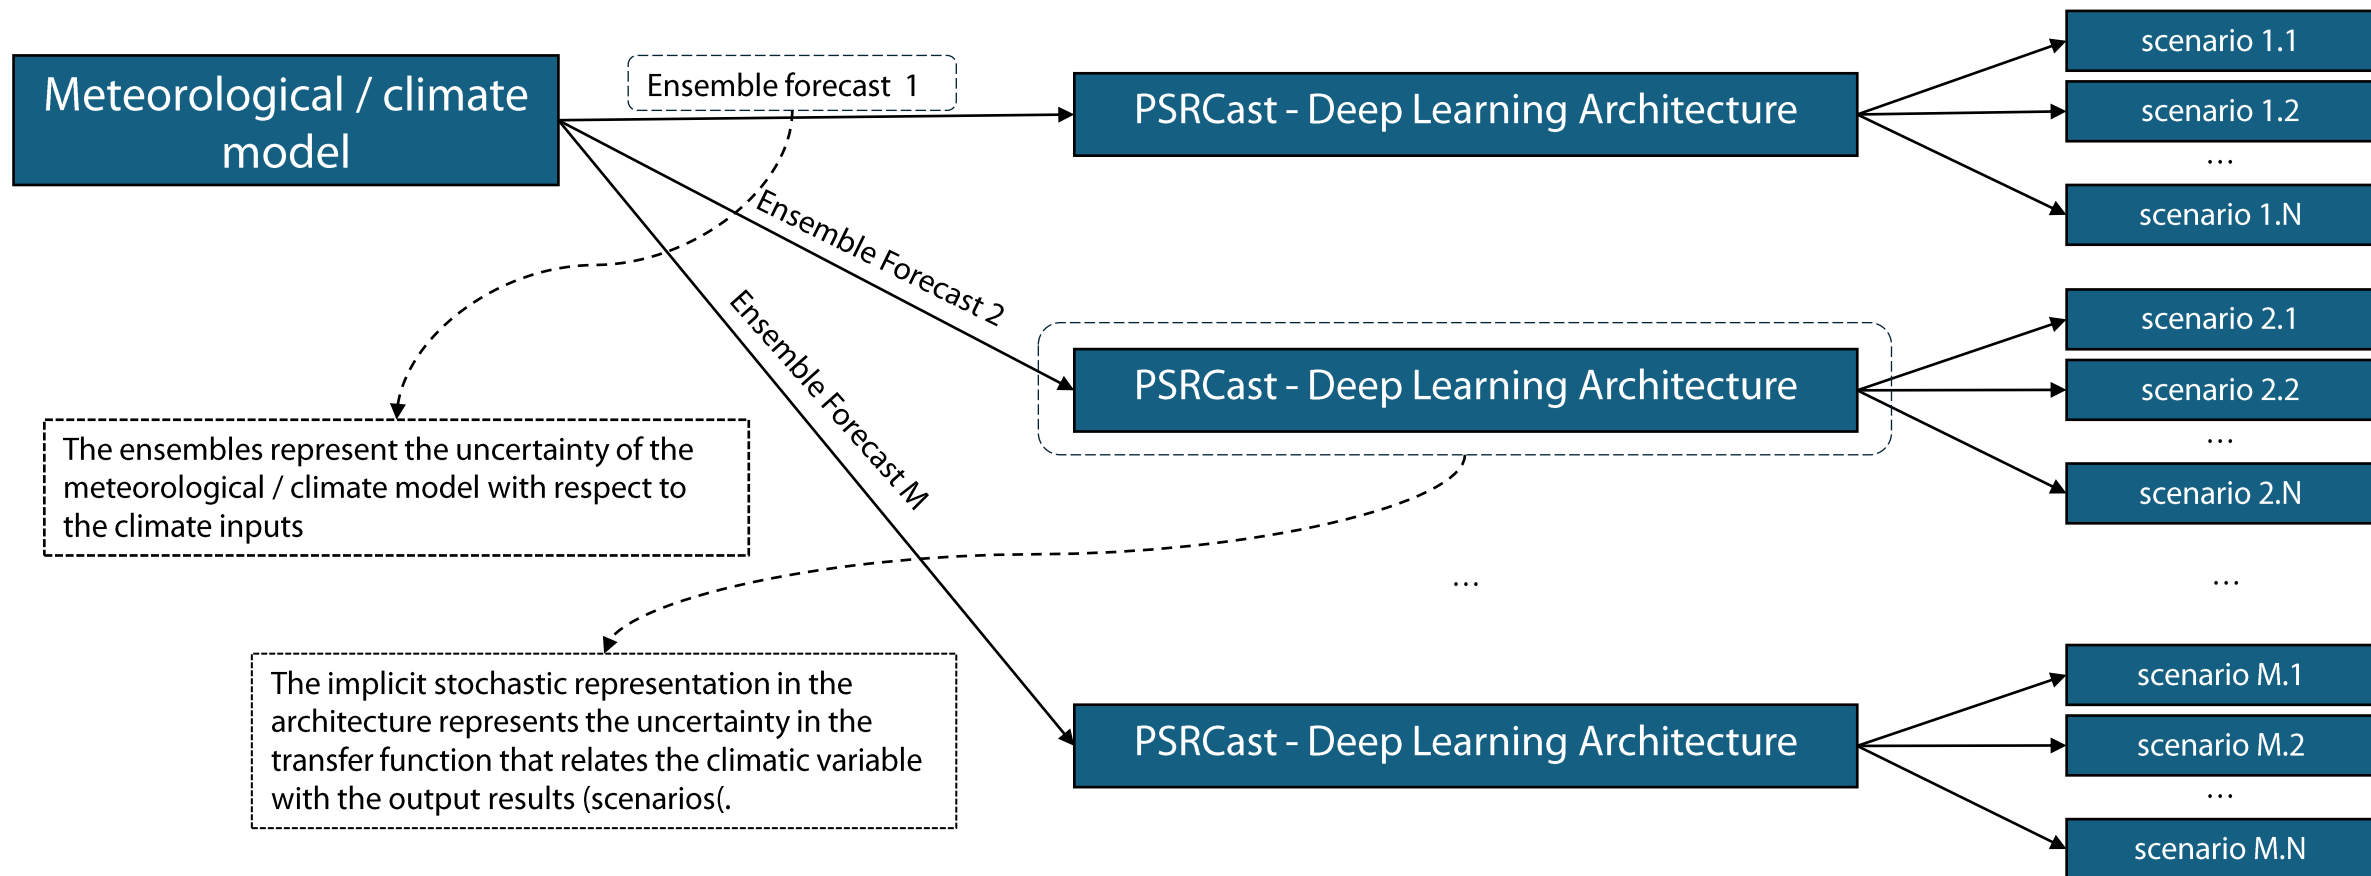 Meteorological / climate
model
Ensemble forecast 1
PSRCast - Deep Learning Architecture
scenario 1.1
scenario 1.2
...
scenario 1.N
Ensemble Forecast 2
PSRCast - Deep Learning Architecture
scenario 2.1
scenario 2.2
...
scenario 2.N
The ensembles represent the uncertainty of the
meteorological / climate model with respect to
the climate inputs
Ensemble Forecast M
...
...
The implicit stochastic representation in the
architecture represents the uncertainty in the
transfer function that relates the climatic variable
with the output results (scenarios(.
PSRCast - Deep Learning Architecture
scenario M.1
scenario M.2
...
scenario M.N